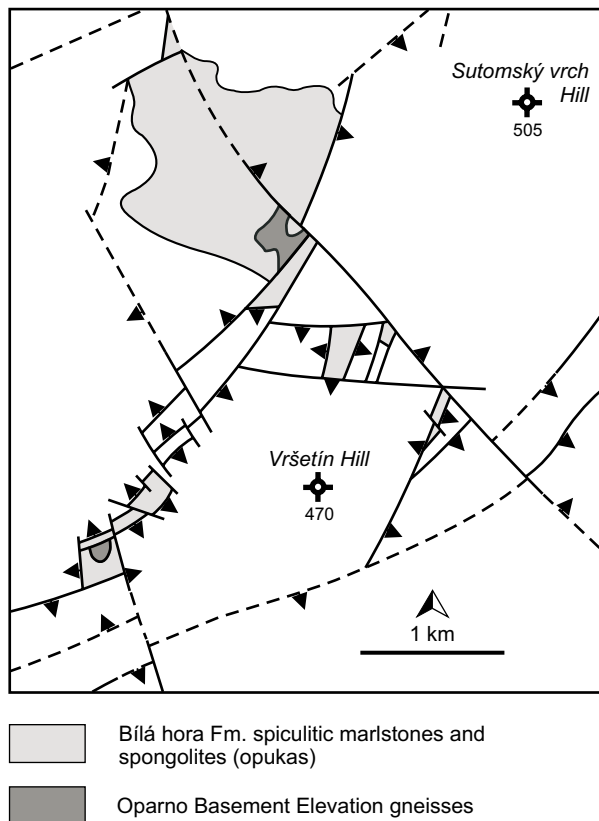 Sutomský vrch
Hill
505
Vršetín Hill
470
1 km
Bílá hora Fm. spiculitic marlstones and
spongolites (opukas)
Oparno Basement Elevation gneisses